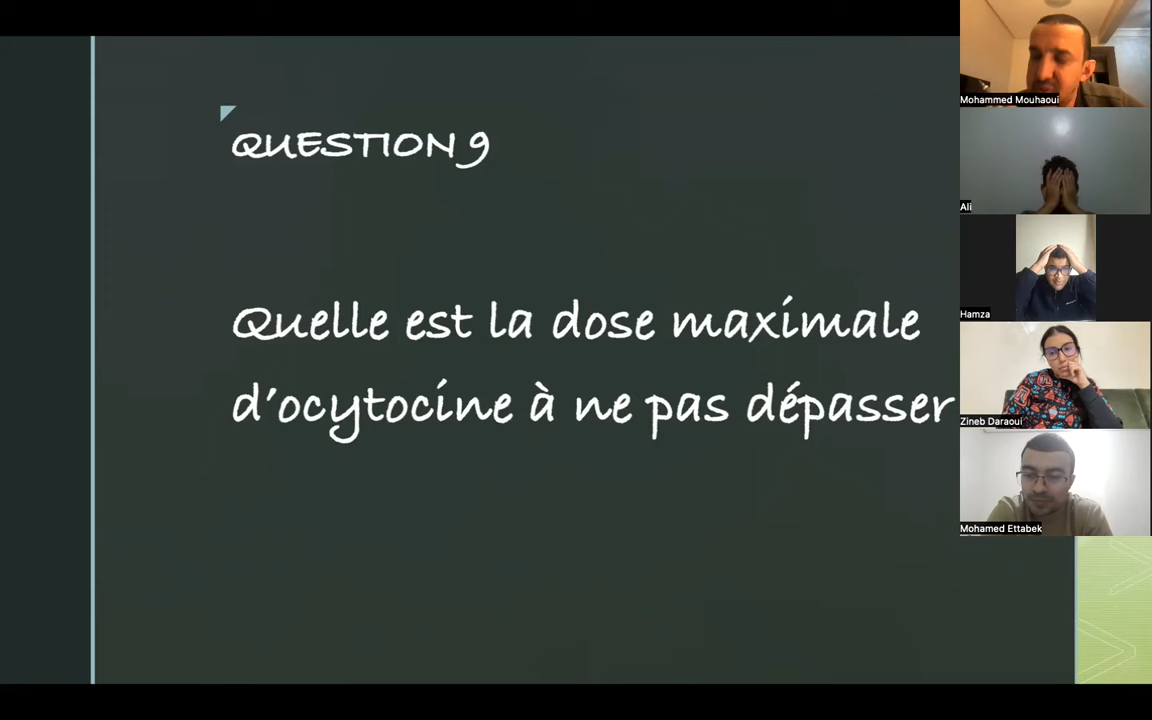 QUESTION 9
Quelle est la dose maximale
d'ocytocine à ne pas dépasser
Mohammed Mouhaoui
Ali
Hamza
Zineb Daraoui
Mohamed Ettabek